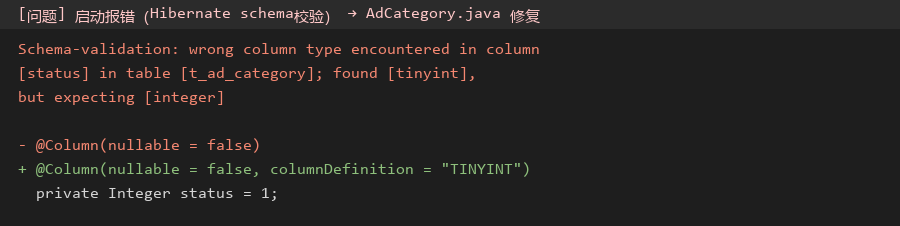 [问题] 启动报错 (Hibernate schema校验) → AdCategory.java 修复
Schema-validation: wrong column type encountered in column
[status] in table [t_ad_category]; found [tinyint],
but expecting [integer]
- @Column(nullable = false)
+ @Column(nullable = false, columnDefinition = "TINYINT")
private Integer status = 1;